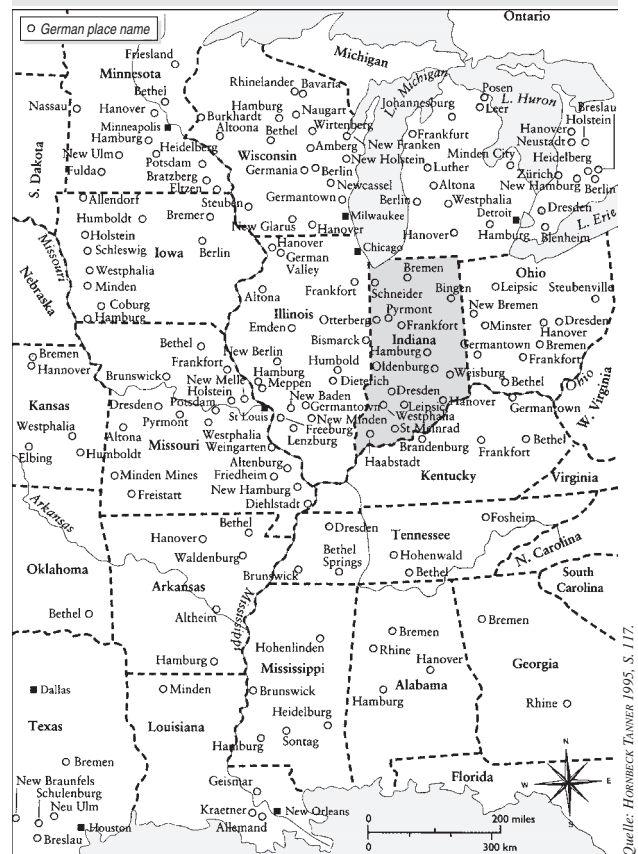 ○ German place name
Ontario
Michigan
L. Michigan
L. Huron
L. Erie
Friesland
Minnesota
Bethel
Nassau
Hanover
Minneapolis
Hamburg
Heidelberg
New Ulm
Potsdam
Fulda
Bratzberg
Elrzen
S. Dakota
Rhinelander
Bavaria
Hamburg
Naugart
Burkhardt
Altoona
Bethel
Wirtenberg
Amberg
Wisconsin
New Holstein
Germania
Berlin
Newcassel
Germantown
Steuben
Milwaukee
New Glarus
Hanover
Johannesburg
Posen
Leer
Frankfurt
New Franken
Minden City
Luther
Altona
Berlin
Westphalia
Detroit
Hanover
Hamburg
Breslau
Holstein
Hanover
Neustadt
Heidelberg
Zürich
New Hamburg
Berlin
Dresden
Blenheim
Allendorf
Humboldt
Bremer
Holstein
Schleswig
Iowa
Berlin
Westphalia
Minden
Coburg
Hamburg
Missouri
Nebraska
Chicago
Hanover
German
Valley
Altona
Frankfort
Illinois
Emden
Otterberg
Bismarck
New Berlin
Humbold
Hamburg
Meppen
Dieterich
New Baden
Germantown
New Minden
Freeburg
Lenzburg
Bremen
Schneider
Bingen
Pyrmont
Frankfort
Indiana
Hamburg
Oldenburg
Weisburg
Dresden
Leipsic
Hanover
Westphalia
St Meinrad
Haabstadt
Ohio
Leipsic
Steubenville
New Bremen
Minster
Dresden
Hanover
Germantown
Bremen
Frankfort
Bethel
Ohio
Germantown
W. Virginia
Bremen
Hannover
Kansas
Westphalia
Elbing
Humboldt
Bethel
Frankfort
Brunswick
New Melle
Holstein
Dresden
Potsdam
St Louis
Pyrmont
Altona
Westphalia
Missouri
Weingarten
Altenburg
Minden Mines
Friedheim
New Hamburg
Freistatt
Diehlstadt
Brandenburg
Frankfort
Bethel
Kentucky
Virginia
Arkansas
Oklahoma
Bethel
Bethel
Hanover
Waldenburg
Brunswick
Arkansas
Altheim
Hamburg
Mississippi
Dresden
Tennessee
Fosheim
Bethel
Springs
Hohenwald
Bethel
N. Carolina
South
Carolina
Hohenlinden
Mississippi
Brunswick
Heidelburg
Hamburg
Sontag
Bremen
Rhine
Hanover
Alabama
Hamburg
Bremen
Georgia
Rhine
Dallas
Texas
Bremen
New Braunfels
Schulenburg
Neu Ulm
Houston
Breslau
Minden
Louisiana
Geismar
Kraetner
Allemand
New Orleans
Florida
N
W
E
S
0 200 miles
0 300 km
Quelle: HORNBECK TANNER 1995, S. 117.